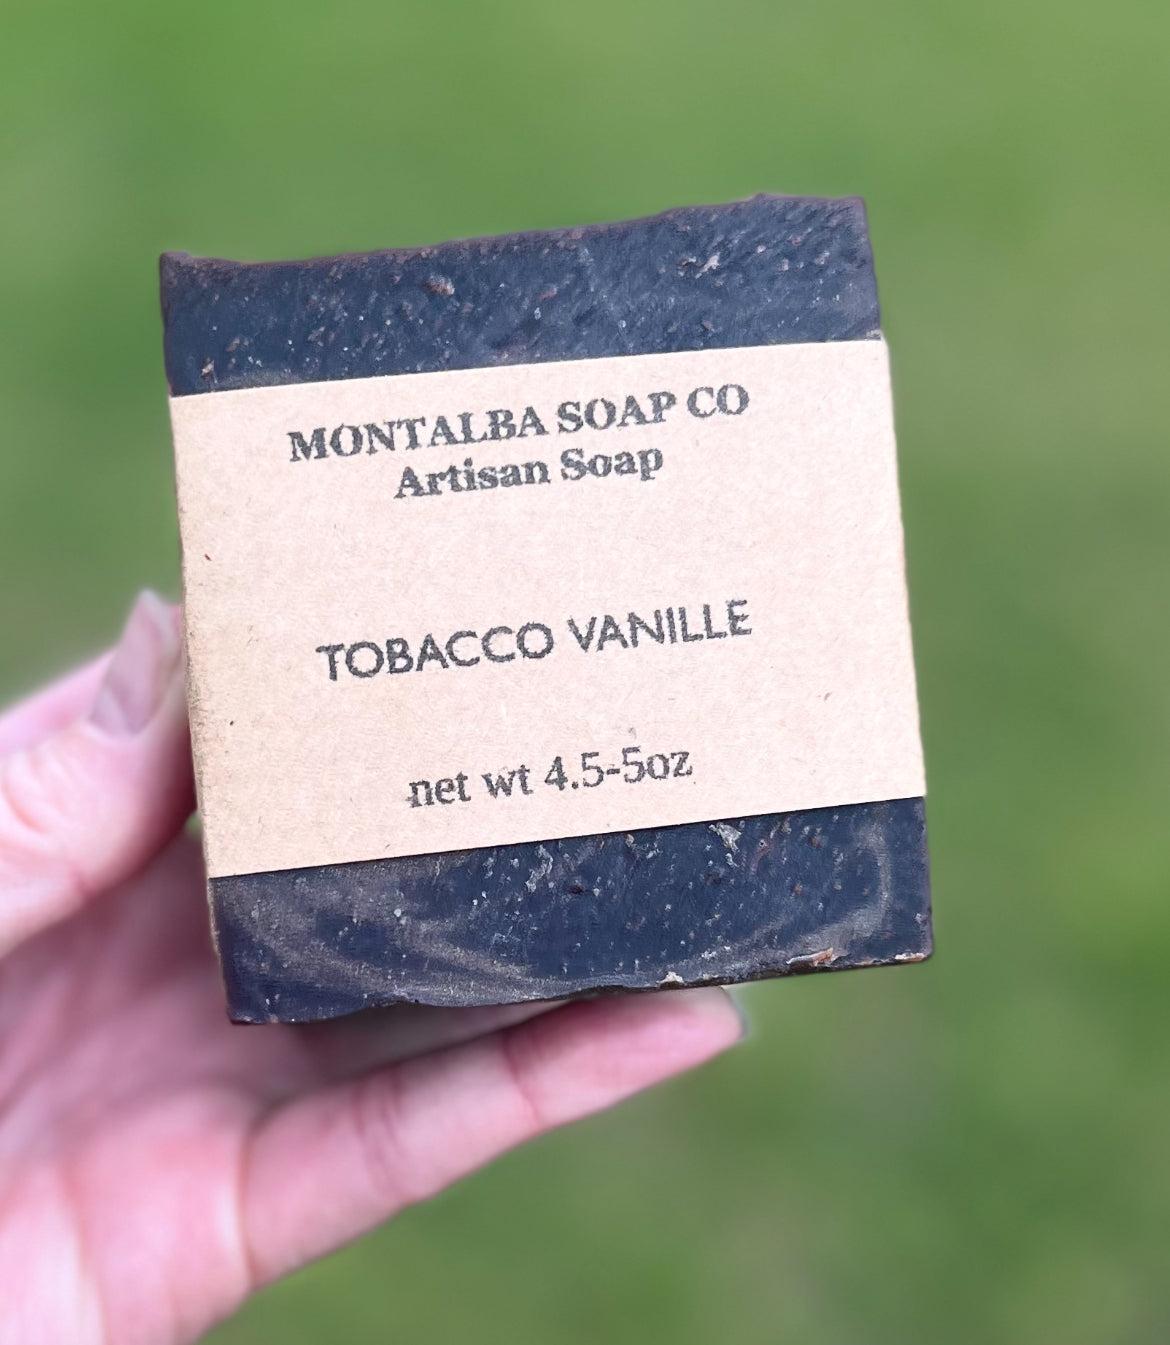 MONTALBA SOAP CO
Artisan Soap
TOBACCO VANILLE
net wt 4.5-5oz